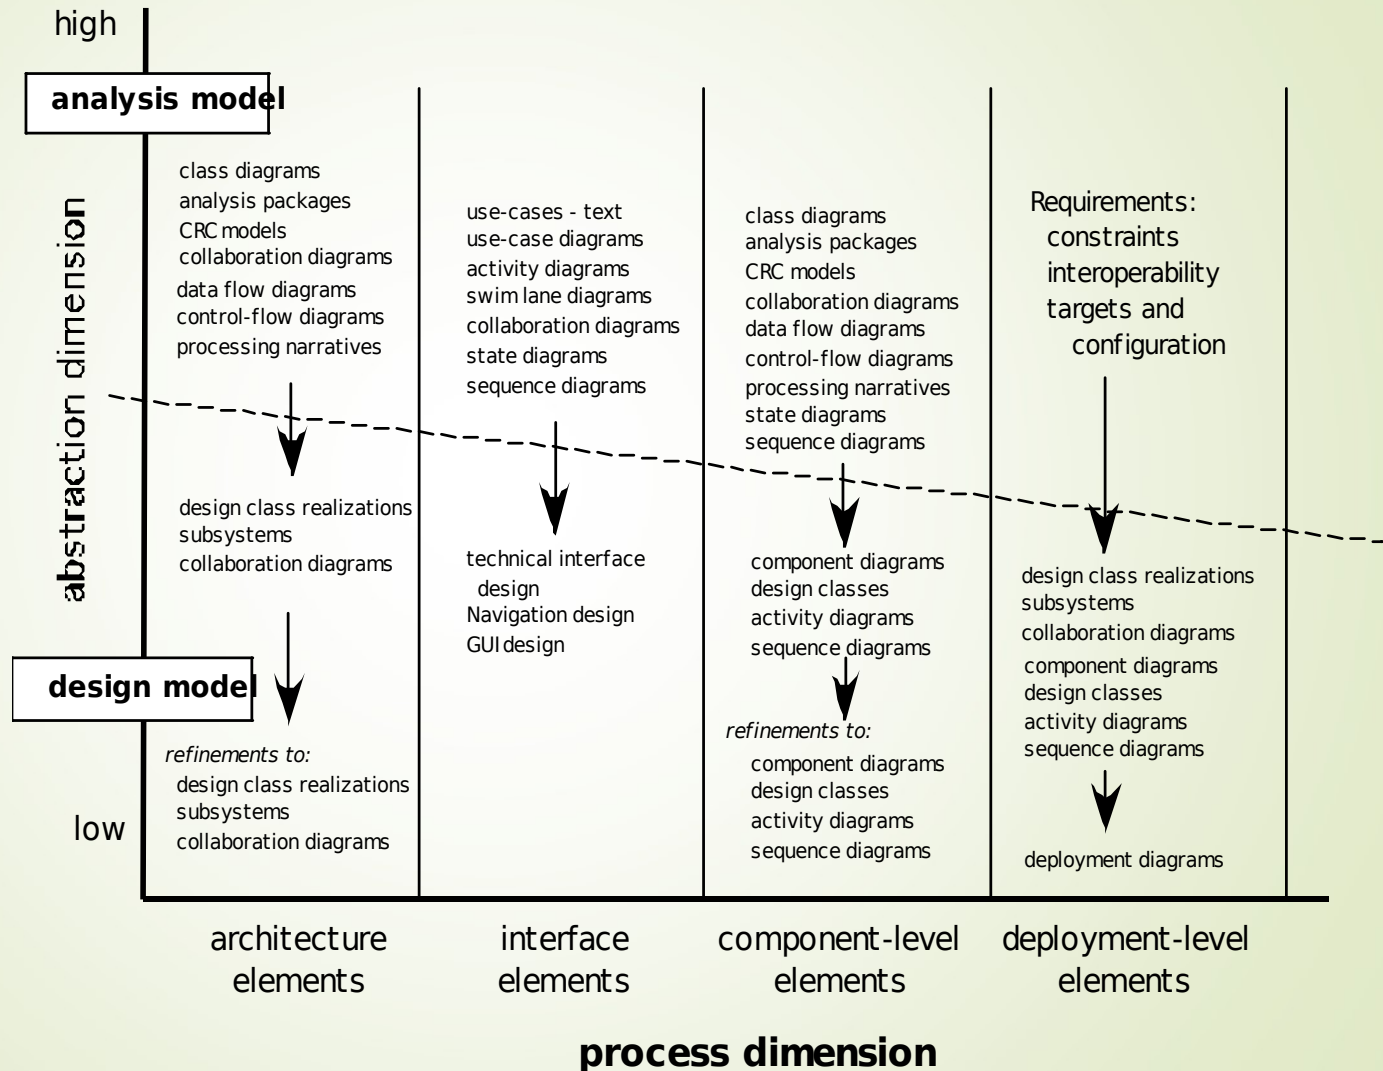 high
analysis model
abstraction dimension
class diagrams
analysis packages
CRC models
collaboration diagrams
data flow diagrams
control-flow diagrams
processing narratives
design class realizations
subsystems
collaboration diagrams
design model
refinements to:
design class realizations
subsystems
collaboration diagrams
low
use-cases - text
use-case diagrams
activity diagrams
swim lane diagrams
collaboration diagrams
state diagrams
sequence diagrams
technical interface
design
Navigation design
GUI design
class diagrams
analysis packages
CRC models
collaboration diagrams
data flow diagrams
control-flow diagrams
processing narratives
state diagrams
sequence diagrams
component diagrams
design classes
activity diagrams
sequence diagrams
refinements to:
component diagrams
design classes
activity diagrams
sequence diagrams
Requirements:
constraints
interoperability
targets and
configuration
design class realizations
subsystems
collaboration diagrams
component diagrams
design classes
activity diagrams
sequence diagrams
deployment diagrams
architecture
elements
interface
elements
component-level
elements
deployment-level
elements
process dimension